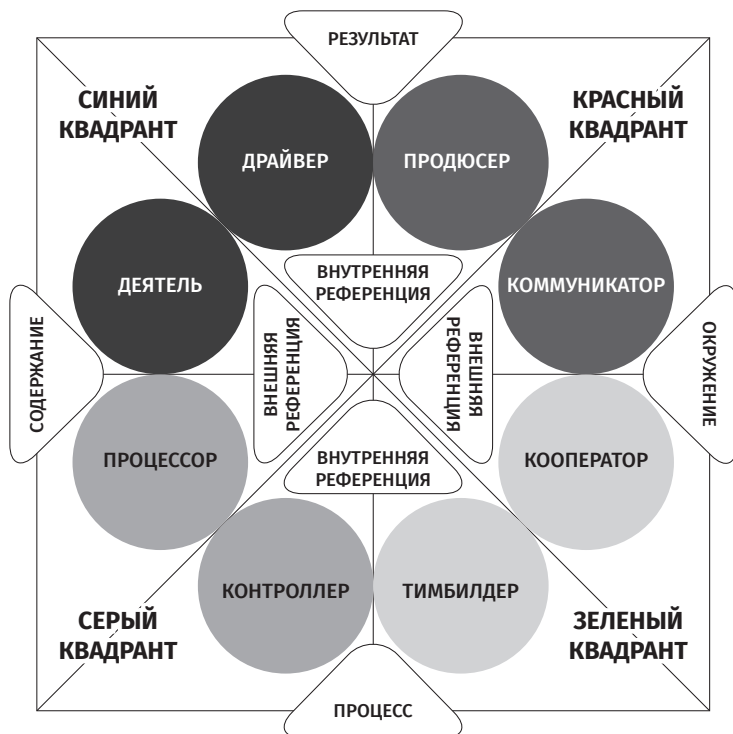 РЕЗУЛЬТАТ
СИНИЙ
КВАДРАНТ
КРАСНЫЙ
КВАДРАНТ
ДРАЙВЕР
ПРОДЮСЕР
ДЕЯТЕЛЬ
ВНУТРЕННЯЯ
РЕФЕРЕНЦИЯ
КОММУНИКАТОР
СОДЕРЖАНИЕ
ВНЕШНЯЯ
РЕФЕРЕНЦИЯ
ВНЕШНЯЯ
РЕФЕРЕНЦИЯ
ОКРУЖЕНИЕ
ПРОЦЕССОР
ВНУТРЕННЯЯ
РЕФЕРЕНЦИЯ
КООПЕРАТОР
КОНТРОЛЛЕР
ТИМБИЛДЕР
СЕРЫЙ
КВАДРАНТ
ЗЕЛЕНЫЙ
КВАДРАНТ
ПРОЦЕСС